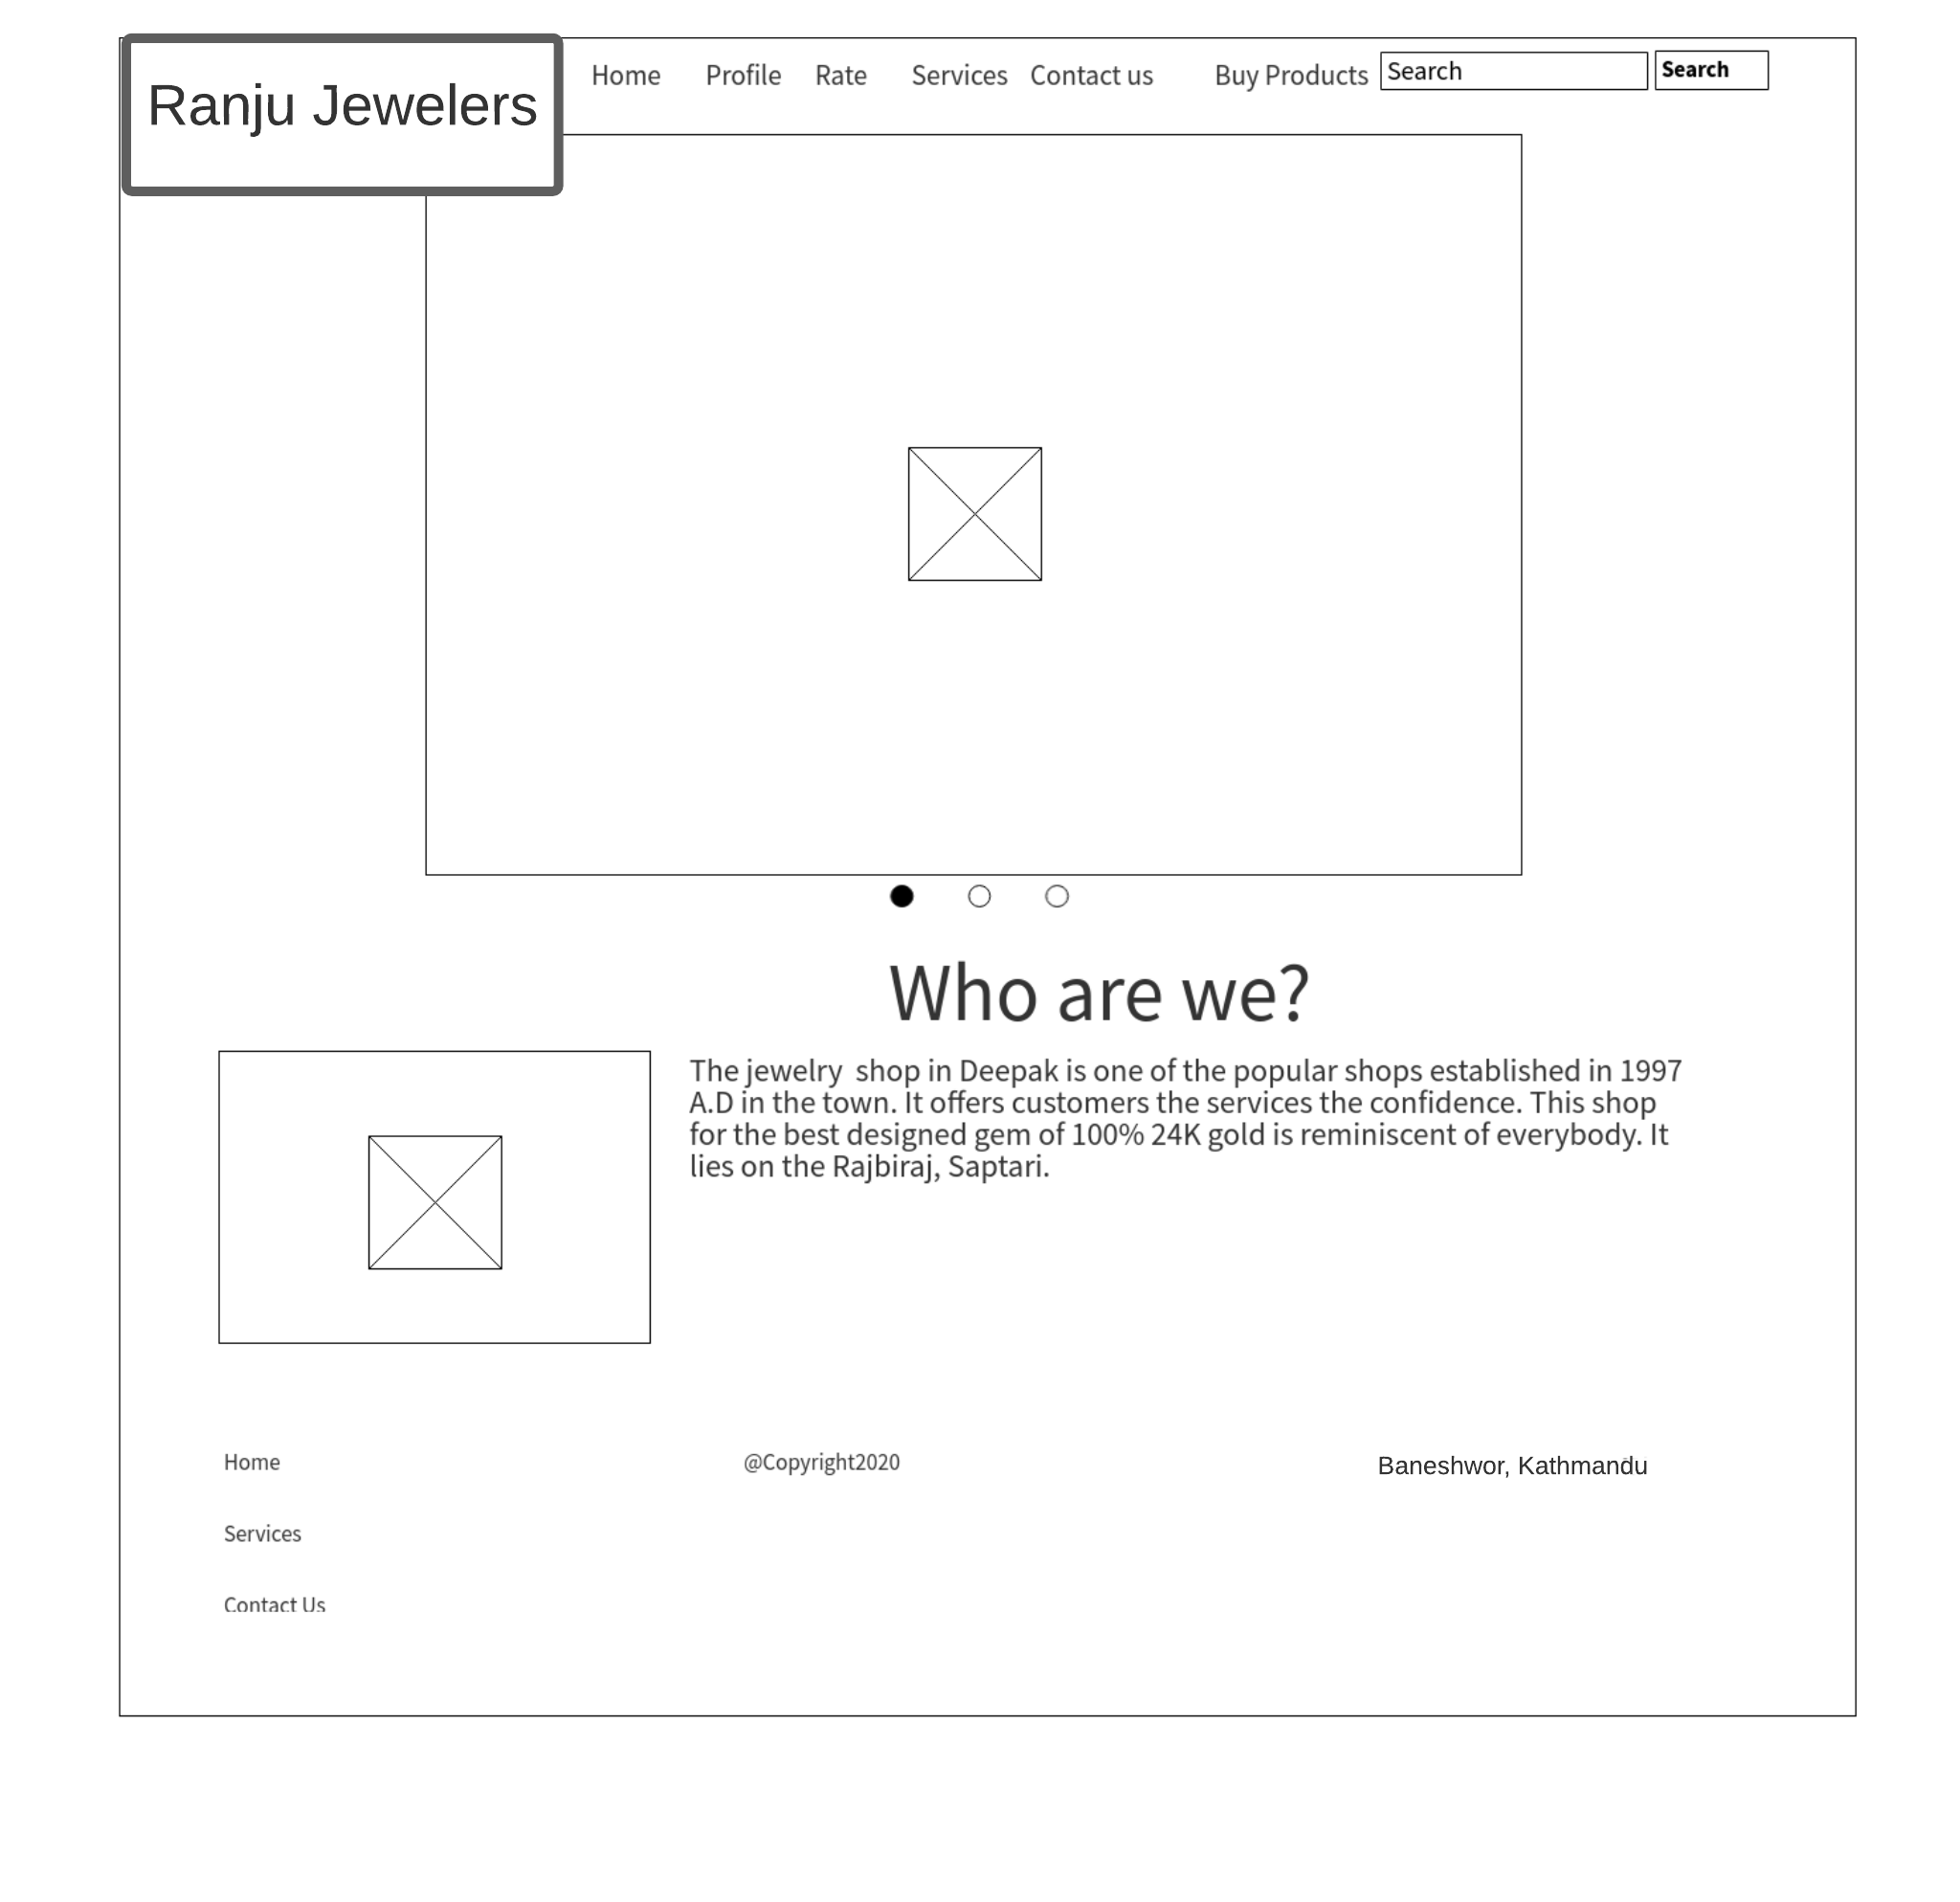 Ranju Jewelers
Home Profile Rate Services Contact us Buy Products Search Search
Who are we?
The jewelry shop in Deepak is one of the popular shops established in 1997
A.D in the town. It offers customers the services the confidence. This shop
for the best designed gem of 100% 24K gold is reminiscent of everybody. It
lies on the Rajbiraj, Saptari.
Home @Copyright2020 Baneshwor, Kathmandu
Services
Contact Us